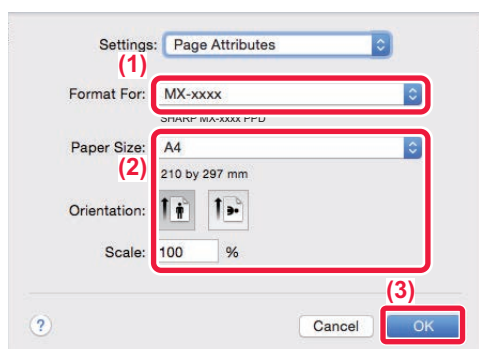 Settings: Page Attributes
(1)
Format For: MX-xxxx
SHARP MX-xxxx PPD
Paper Size: A4
(2)
210 by 297 mm
Orientation:
Scale: 100 %
(3)
? Cancel OK